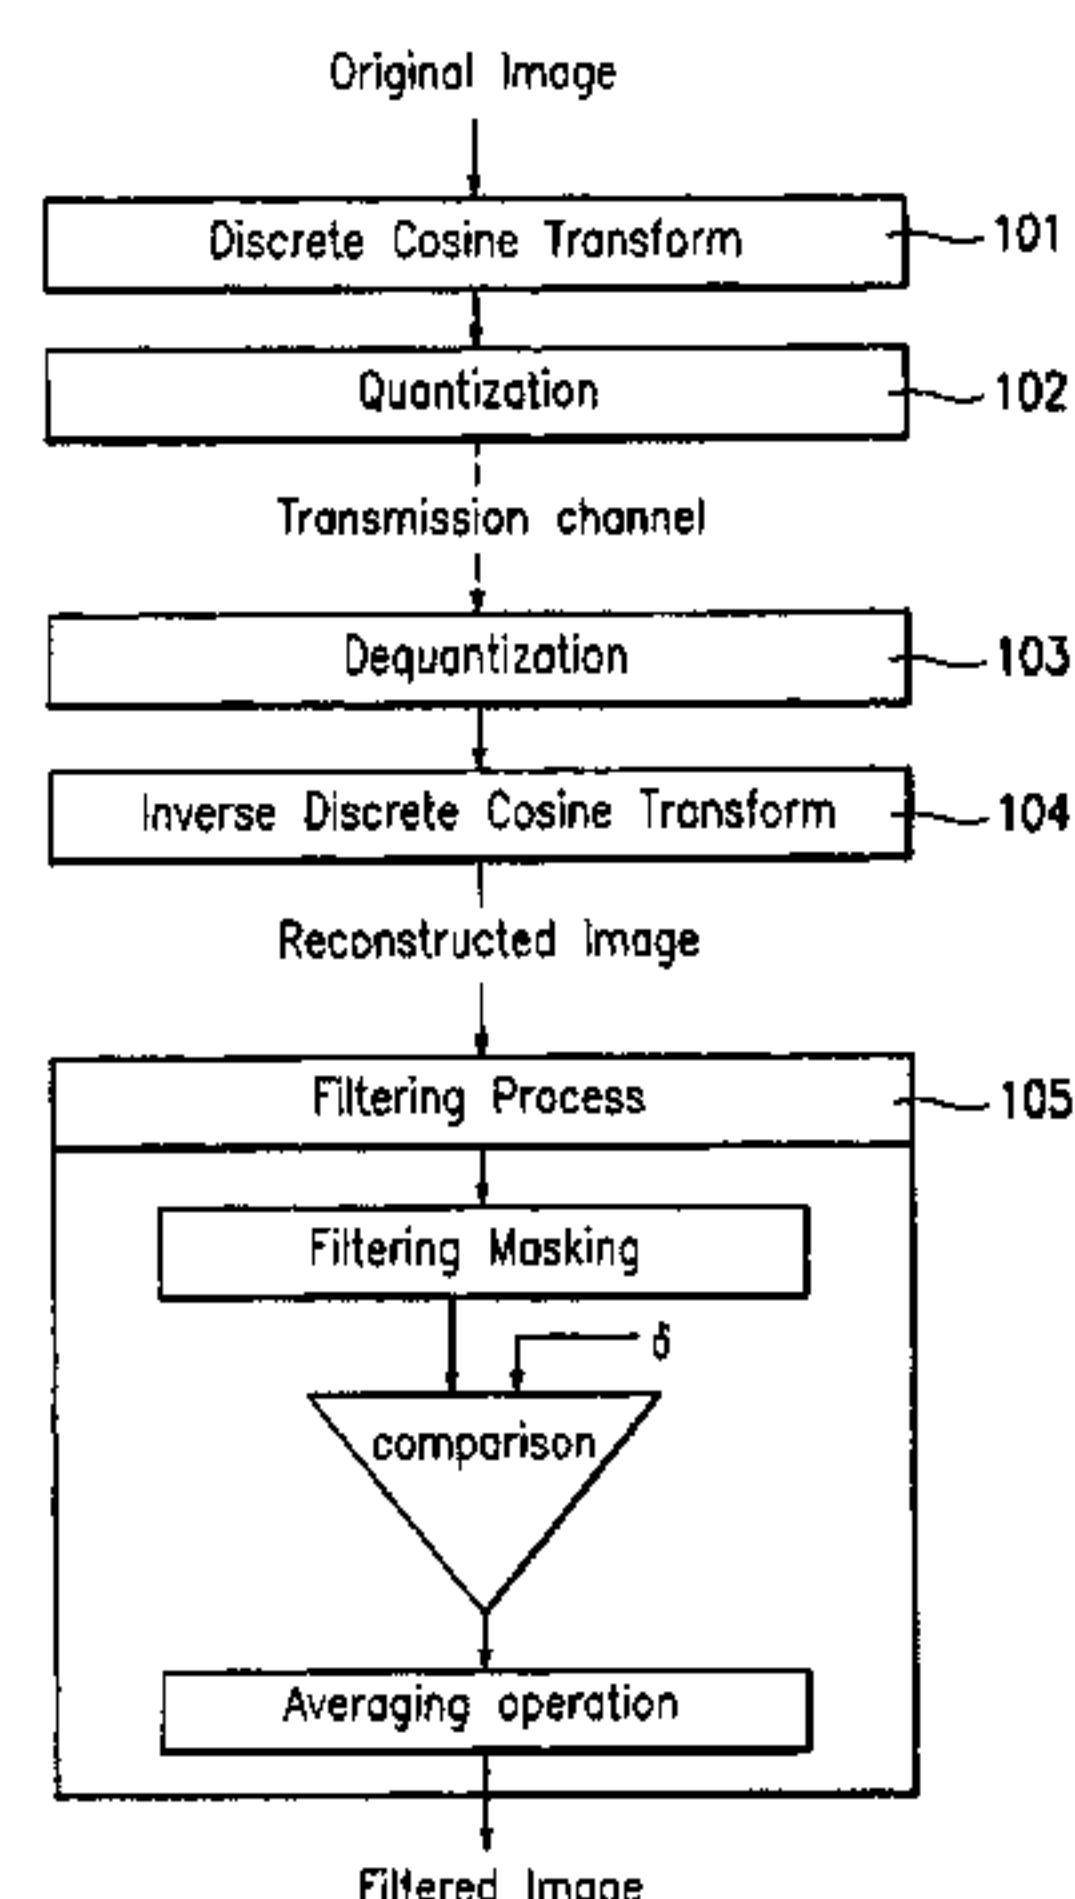 Original Image
Discrete Cosine Transform 101
Quantization 102
Transmission channel
Dequantization 103
Inverse Discrete Cosine Transform 104
Reconstructed Image
Filtering Process 105
Filtering Masking
δ
comparison
Averaging operation
Filtered Image